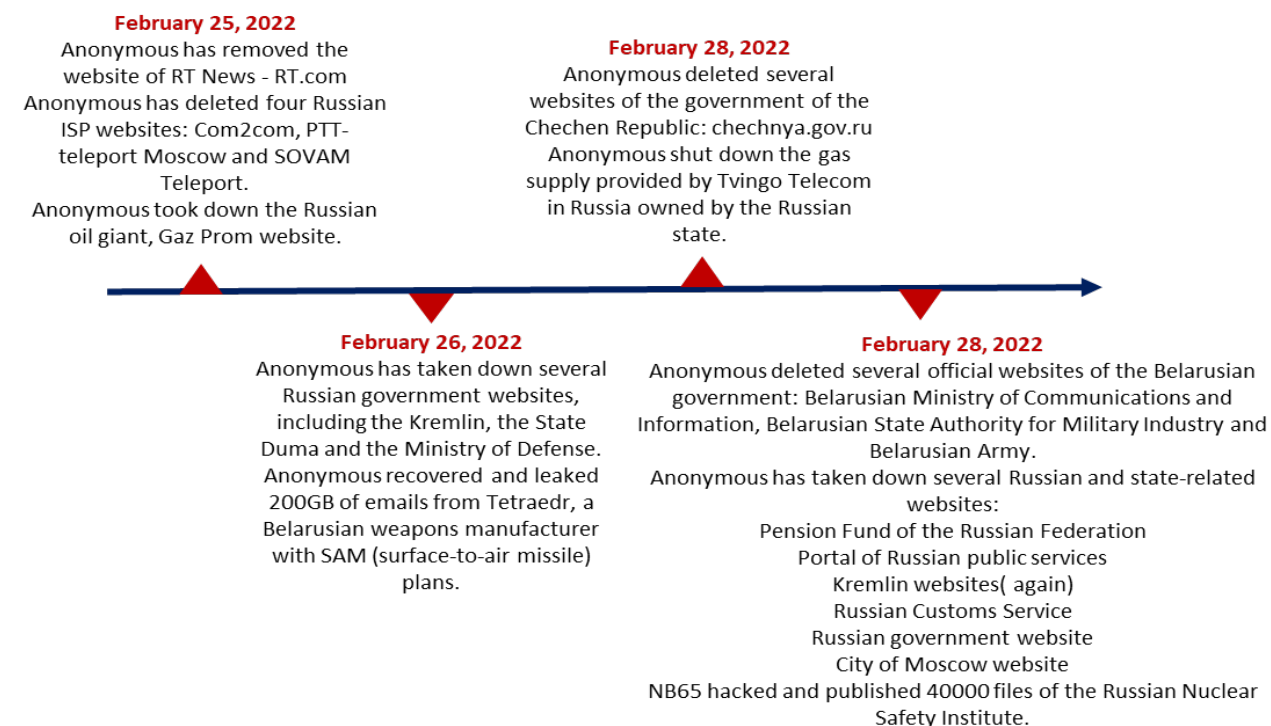 February 25, 2022
Anonymous has removed the
website of RT News - RT.com
Anonymous has deleted four Russian
ISP websites: Com2com, PTT-
teleport Moscow and SOVAM
Teleport.
Anonymous took down the Russian
oil giant, Gaz Prom website.
February 28, 2022
Anonymous deleted several
websites of the government of the
Chechen Republic: chechnya.gov.ru
Anonymous shut down the gas
supply provided by Tvingo Telecom
in Russia owned by the Russian
state.
February 26, 2022
Anonymous has taken down several
Russian government websites,
including the Kremlin, the State
Duma and the Ministry of Defense.
Anonymous recovered and leaked
200GB of emails from Tetraedr, a
Belarusian weapons manufacturer
with SAM (surface-to-air missile)
plans.
February 28, 2022
Anonymous deleted several official websites of the Belarusian
government: Belarusian Ministry of Communications and
Information, Belarusian State Authority for Military Industry and
Belarusian Army.
Anonymous has taken down several Russian and state-related
websites:
Pension Fund of the Russian Federation
Portal of Russian public services
Kremlin websites( again)
Russian Customs Service
Russian government website
City of Moscow website
NB65 hacked and published 40000 files of the Russian Nuclear
Safety Institute.